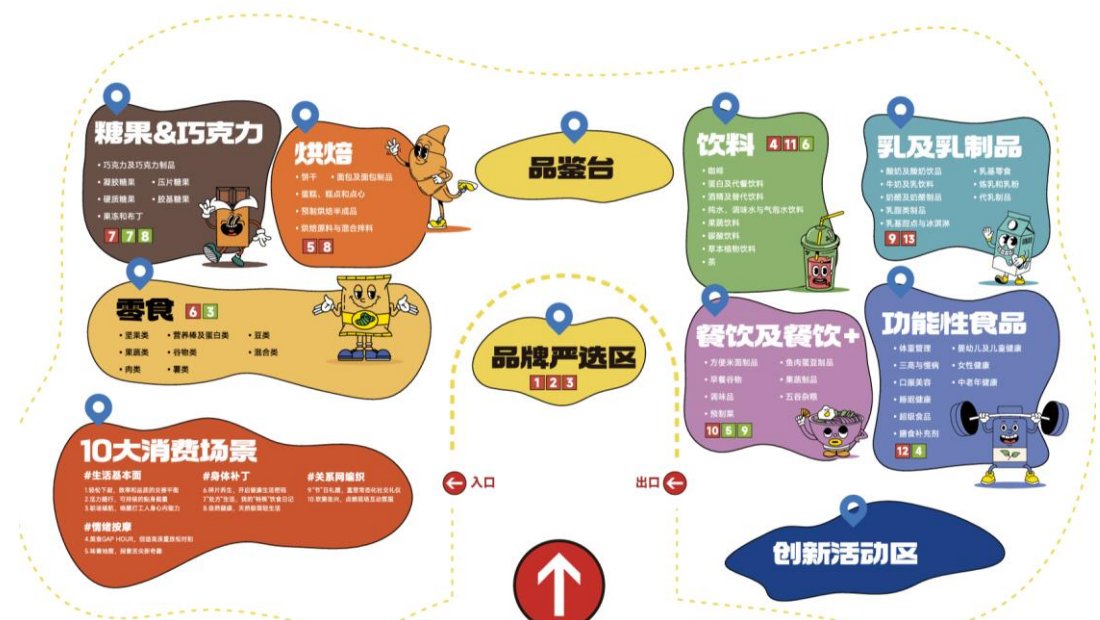 糖果&巧克力
• 巧克力及巧克力制品
• 凝胶糖果 • 压片糖果
• 硬质糖果 • 胶基糖果
• 果冻和布丁
7 7 8
烘焙
• 饼干 • 面包及面包制品
• 蛋糕、糕点和点心
• 预制烘焙半成品
• 烘焙原料与混合拌料
5 8
品鉴台
饮料 4 11 6
• 咖啡
• 蛋白及代餐饮料
• 酒精及替代饮料
• 纯水、调味水与气泡水饮料
• 果蔬饮料
• 碳酸饮料
• 草本植物饮料
• 茶
乳及乳制品
• 酸奶及酸奶饮品 • 乳基零食
• 牛奶及乳饮料 • 炼乳和乳粉
• 奶酪及奶酪制品 • 代乳制品
• 乳脂类制品
• 乳基甜点与冰淇淋
9 13
零食 6 3
• 坚果类 • 营养棒及蛋白类 • 豆类
• 果蔬类 • 谷物类 • 混合类
• 肉类 • 薯类
品牌严选区
1 2 3
餐饮及餐饮+
• 方便米面制品 • 鱼肉蛋豆制品
• 早餐谷物 • 果蔬制品
• 调味品 • 五谷杂粮
• 预制菜
10 5 9
功能性食品
• 体重管理 • 婴幼儿及儿童健康
• 三高与慢病 • 女性健康
• 口服美容 • 中老年健康
• 睡眠健康
• 超级食品
• 膳食补充剂
12 4
10大消费场景
#生活基本面
#身体补丁
#关系网编织
#情绪按摩
入口
出口
创新活动区